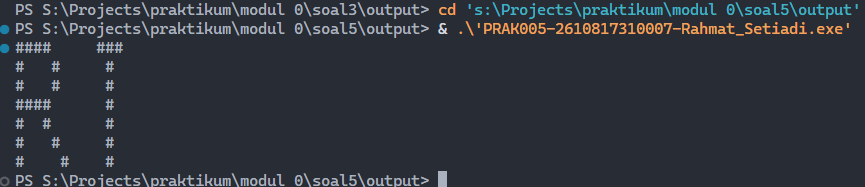 PS S:\Projects\praktikum\modul 0\soal3\output> cd 's:\Projects\praktikum\modul 0\soal5\output'
PS S:\Projects\praktikum\modul 0\soal5\output> & .\'PRAK005-2610817310007-Rahmat_Setiadi.exe'
####     ###
#   #     #
#   #     #
####      #
#  #      #
#   #     #
#    #    #
PS S:\Projects\praktikum\modul 0\soal5\output>